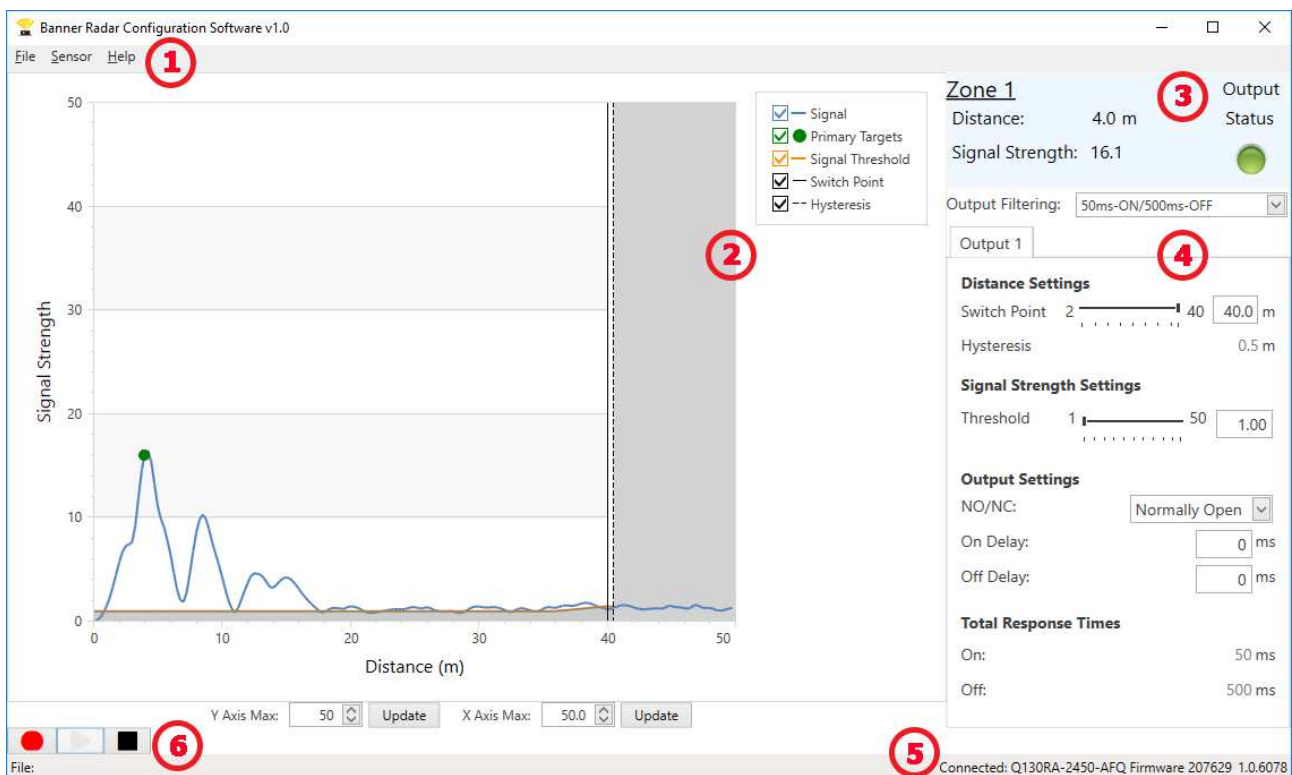 Banner Radar Configuration Software v1.0
File Sensor Help
1
50
40
30
20
10
0
Signal Strength
0 10 20 30 40 50
Distance (m)
Signal
Primary Targets
Signal Threshold
Switch Point
Hysteresis
2
Zone 1
3
Output
Distance: 4.0 m
Status
Signal Strength: 16.1
Output Filtering: 50ms-ON/500ms-OFF
Output 1
4
Distance Settings
Switch Point 2 40 40.0 m
Hysteresis 0.5 m
Signal Strength Settings
Threshold 1 50 1.00
Output Settings
NO/NC: Normally Open
On Delay: 0 ms
Off Delay: 0 ms
Total Response Times
On: 50 ms
Off: 500 ms
Y Axis Max: 50 Update X Axis Max: 50.0 Update
6
5
File:
Connected: Q130RA-2450-AFQ Firmware 207629 1.0.6078